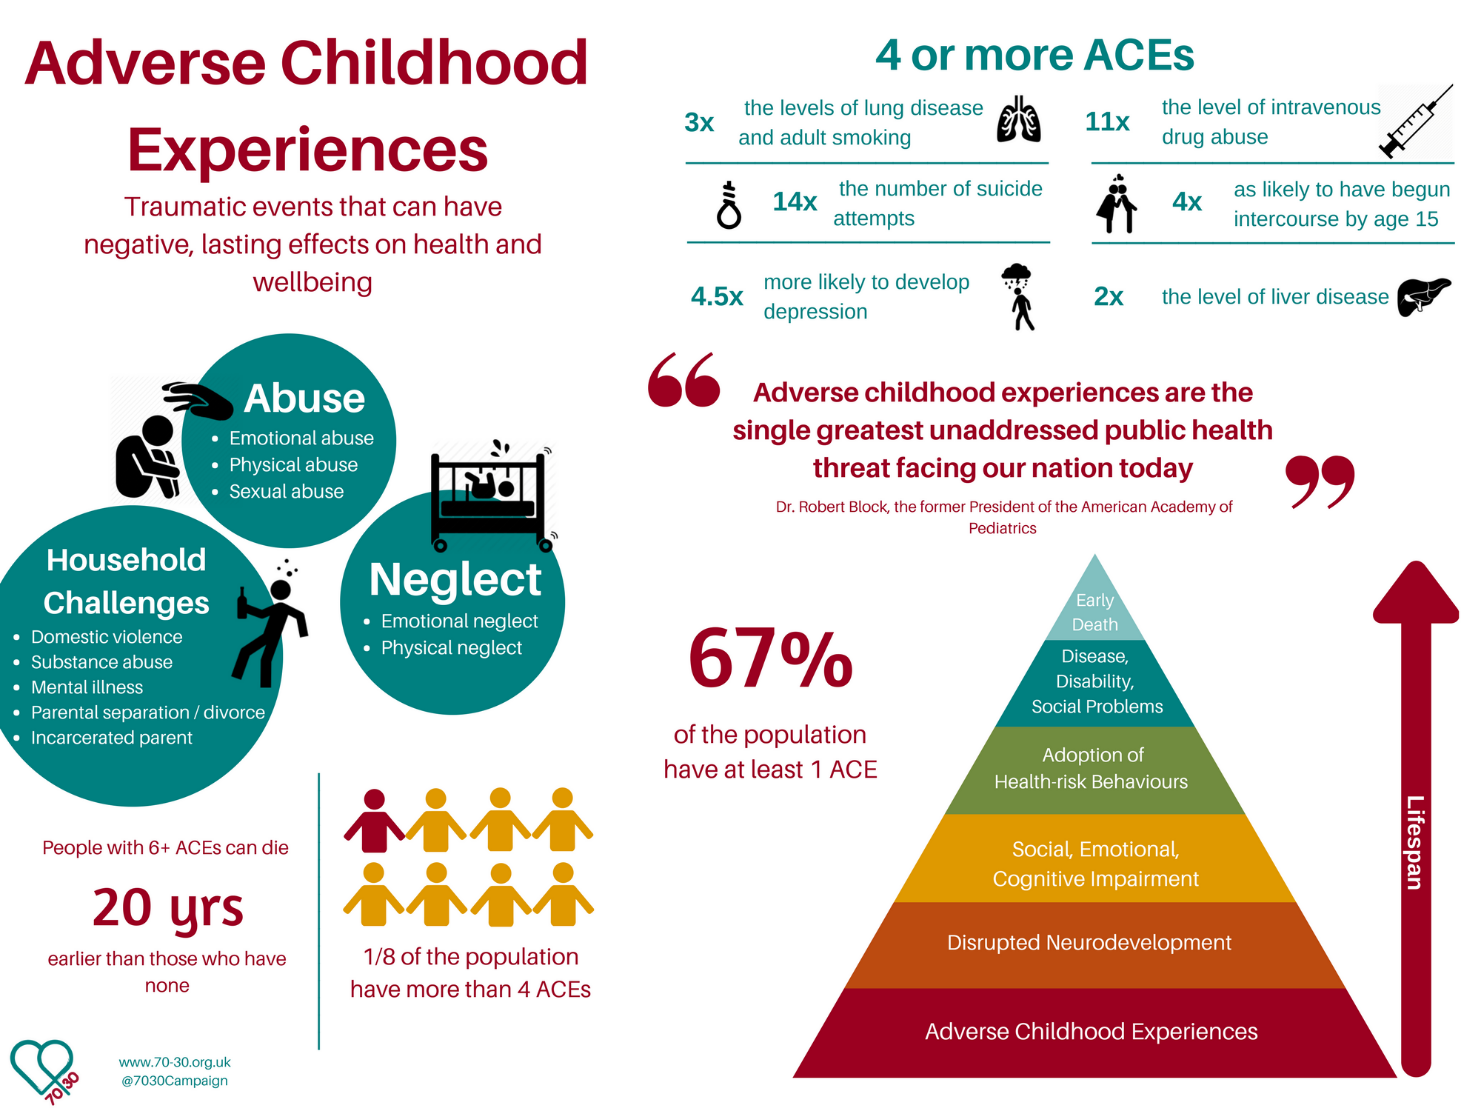 Adverse Childhood
Experiences
Traumatic events that can have
negative, lasting effects on health and
wellbeing
Abuse
• Emotional abuse
• Physical abuse
• Sexual abuse
Household
Challenges
• Domestic violence
• Substance abuse
• Mental illness
• Parental separation / divorce
• Incarcerated parent
Neglect
• Emotional neglect
• Physical neglect
People with 6+ ACEs can die
20 yrs
earlier than those who have
none
1/8 of the population
have more than 4 ACEs
70/30
www.70-30.org.uk
@7030Campaign
4 or more ACEs
3x
the levels of lung disease
and adult smoking
11x
the level of intravenous
drug abuse
14x
the number of suicide
attempts
4x
as likely to have begun
intercourse by age 15
4.5x
more likely to develop
depression
2x
the level of liver disease
“Adverse childhood experiences are the
single greatest unaddressed public health
threat facing our nation today”
Dr. Robert Block, the former President of the American Academy of
Pediatrics
67%
of the population
have at least 1 ACE
Early
Death
Disease,
Disability,
Social Problems
Adoption of
Health-risk Behaviours
Social, Emotional,
Cognitive Impairment
Disrupted Neurodevelopment
Adverse Childhood Experiences
Lifespan